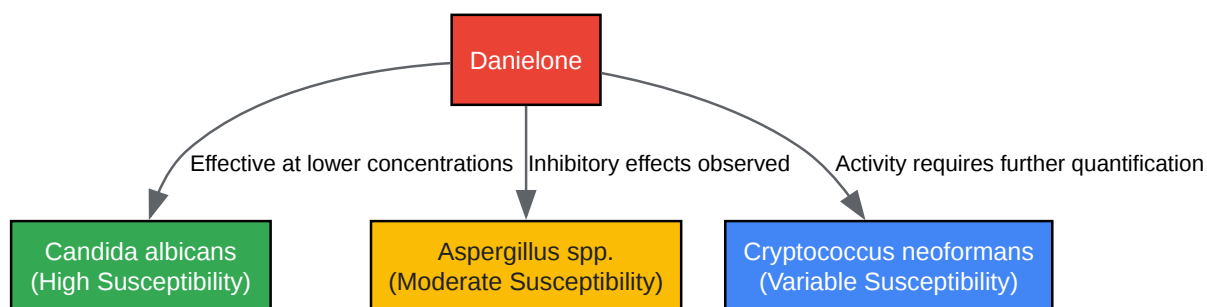 Danielone
Effective at lower concentrations
Inhibitory effects observed
Activity requires further quantification
Candida albicans
(High Susceptibility)
Aspergillus spp.
(Moderate Susceptibility)
Cryptococcus neoformans
(Variable Susceptibility)